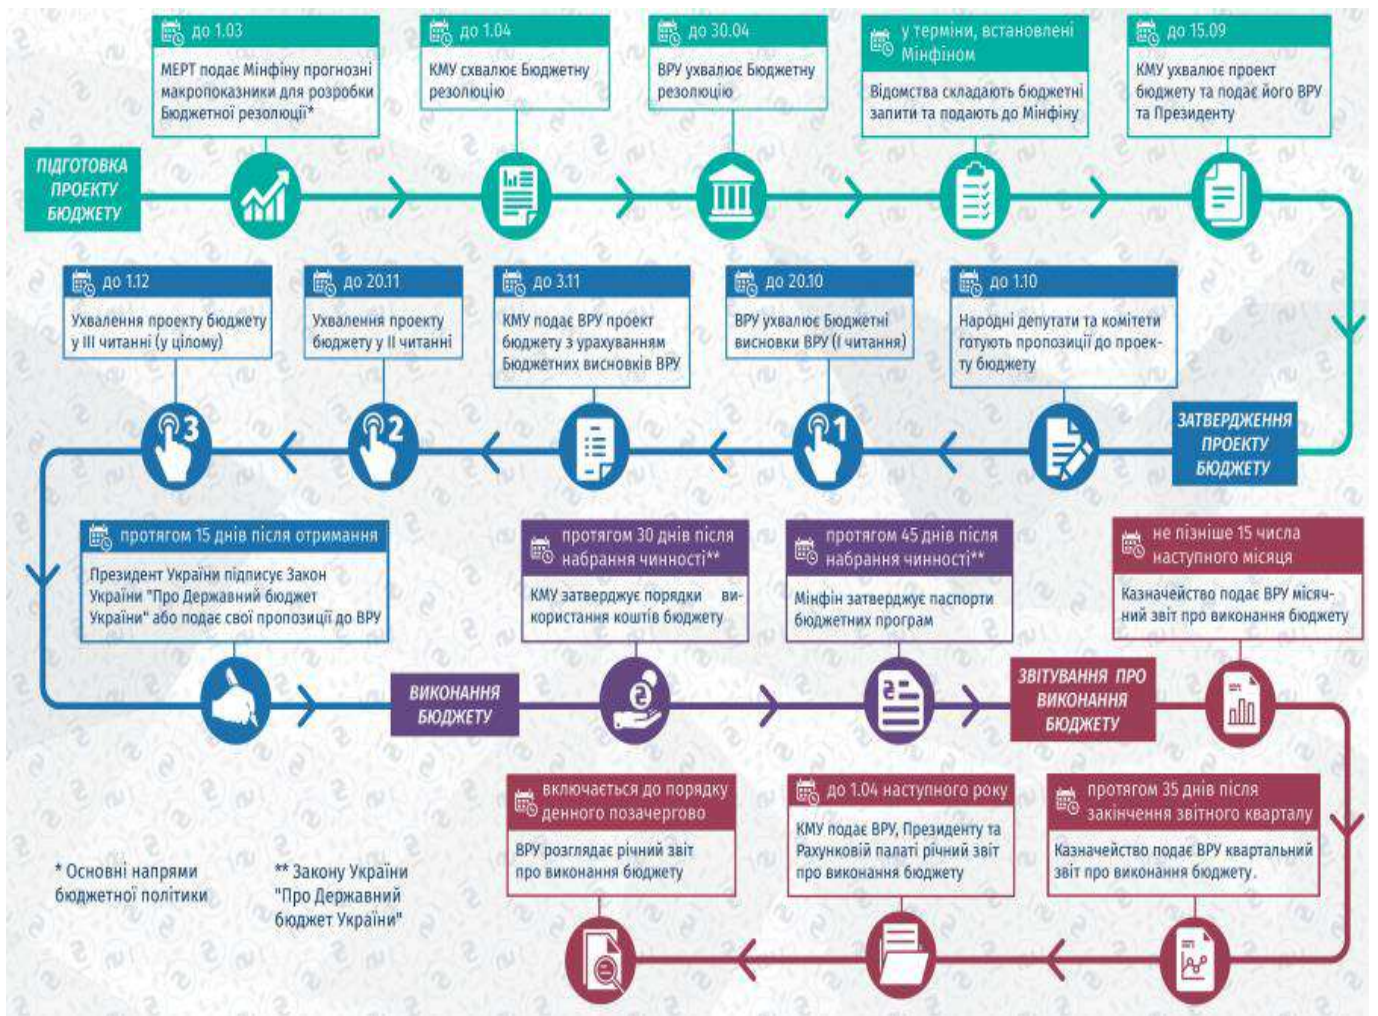 до 1.03
МЕРТ подає Мінфіну прогнозні
макропоказники для розробки
Бюджетної резолюції*
до 1.04
КМУ схвалює Бюджетну
резолюцію
до 30.04
ВРУ ухвалює Бюджетну
резолюцію
у терміни, встановлені
Мінфіном
Відомства складають бюджетні
запити та подають до Мінфіну
до 15.09
КМУ ухвалює проект
бюджету та подає його ВРУ
та Президенту
ПІДГОТОВКА
ПРОЕКТУ
БЮДЖЕТУ
до 1.12
Ухвалення проекту бюджету
у III читанні (у цілому)
до 20.11
Ухвалення проекту
бюджету у II читанні
до 3.11
КМУ подає ВРУ проект
бюджету з урахуванням
Бюджетних висновків ВРУ
до 20.10
ВРУ ухвалює Бюджетні
висновки ВРУ (I читання)
до 1.10
Народні депутати та комітети
готують пропозиції до проек-
ту бюджету
3
2
1
ЗАТВЕРДЖЕННЯ
ПРОЕКТУ
БЮДЖЕТУ
протягом 15 днів після отримання
Президент України підписує Закон
України "Про Державний бюджет
України" або подає свої пропозиції до ВРУ
протягом 30 днів після
набрання чинності**
КМУ затверджує порядки ви-
користання коштів бюджету
протягом 45 днів після
набрання чинності**
Мінфін затверджує паспорти
бюджетних програм
не пізніше 15 числа
наступного місяця
Казначейство подає ВРУ місяч-
ний звіт про виконання бюджету
ВИКОНАННЯ
БЮДЖЕТУ
₴
₴
ЗВІТУВАННЯ ПРО
ВИКОНАННЯ
БЮДЖЕТУ
включається до порядку
денного позачергово
ВРУ розглядає річний звіт
про виконання бюджету
до 1.04 наступного року
КМУ подає ВРУ, Президенту та
Рахунковій палаті річний звіт
про виконання бюджету
протягом 35 днів після
закінчення звітного кварталу
Казначейство подає ВРУ квартальний
звіт про виконання бюджету.
* Основні напрями
бюджетної політики
** Закону України
"Про Державний
бюджет України"